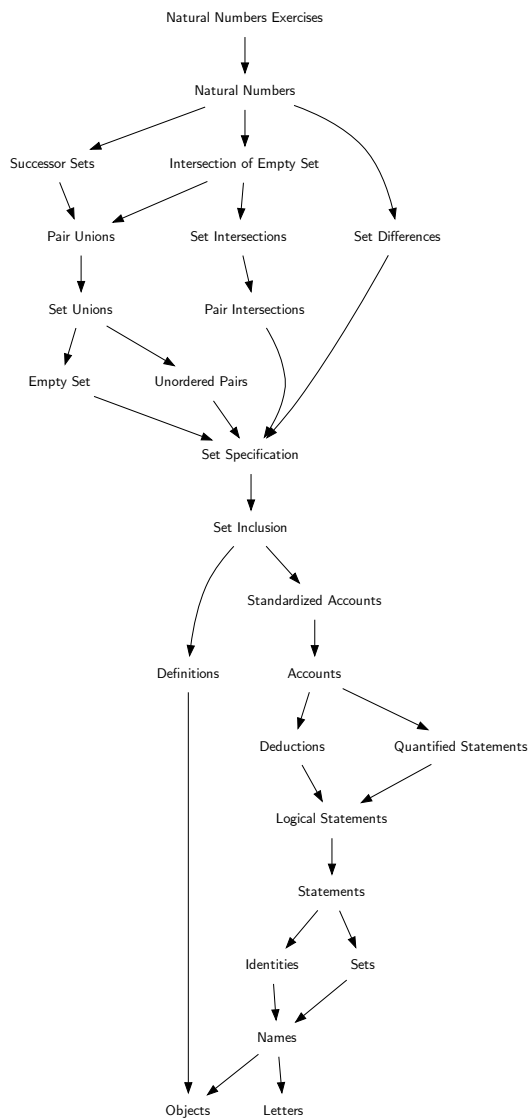 Natural Numbers Exercises
Natural Numbers
Successor Sets
Intersection of Empty Set
Pair Unions
Set Intersections
Set Differences
Set Unions
Pair Intersections
Empty Set
Unordered Pairs
Set Specification
Set Inclusion
Standardized Accounts
Definitions
Accounts
Deductions
Quantified Statements
Logical Statements
Statements
Identities
Sets
Names
Objects
Letters